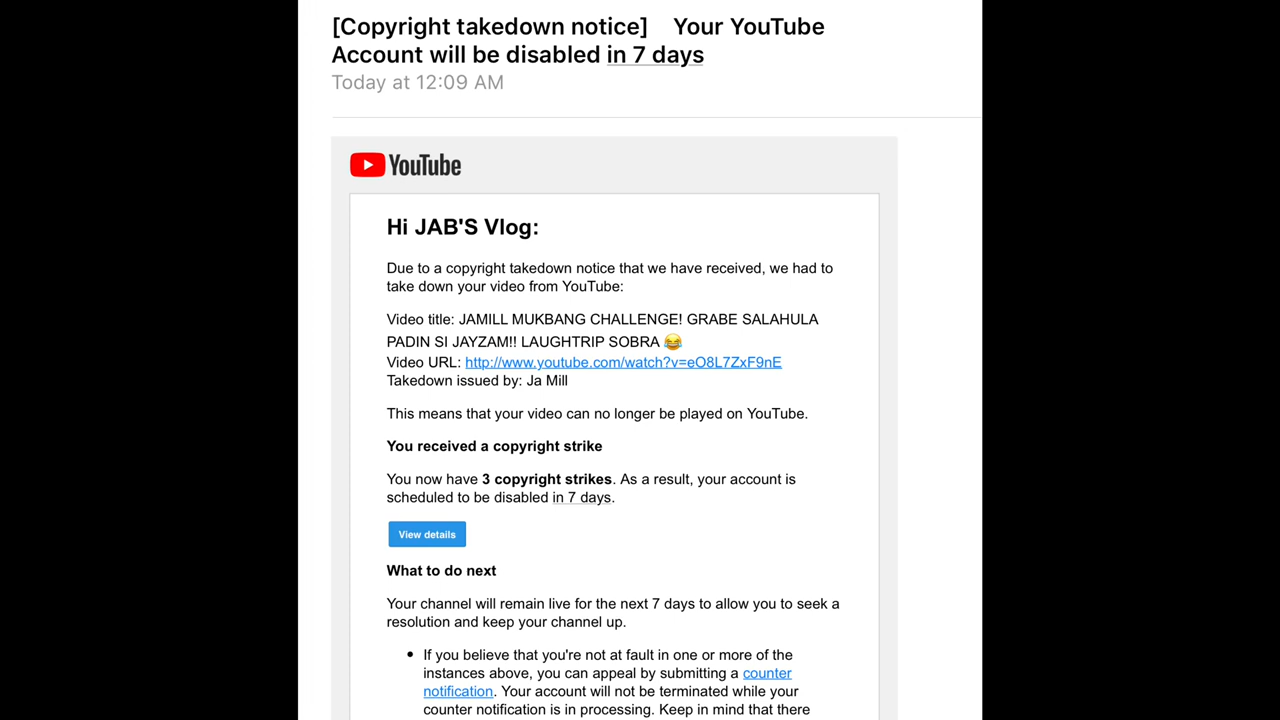 [Copyright takedown notice] Your YouTube
Account will be disabled in 7 days
Today at 12:09 AM
YouTube
Hi JAB'S Vlog:
Due to a copyright takedown notice that we have received, we had to
take down your video from YouTube:
Video title: JAMILL MUKBANG CHALLENGE! GRABE SALAHULA
PADIN SI JAYZAM!! LAUGHTRIP SOBRA 😂
Video URL: http://www.youtube.com/watch?v=eO8L7ZxF9nE
Takedown issued by: Ja Mill
This means that your video can no longer be played on YouTube.
You received a copyright strike
You now have 3 copyright strikes. As a result, your account is
scheduled to be disabled in 7 days.
View details
What to do next
Your channel will remain live for the next 7 days to allow you to seek a
resolution and keep your channel up.
• If you believe that you're not at fault in one or more of the
instances above, you can appeal by submitting a counter
notification. Your account will not be terminated while your
counter notification is in processing. Keep in mind that there